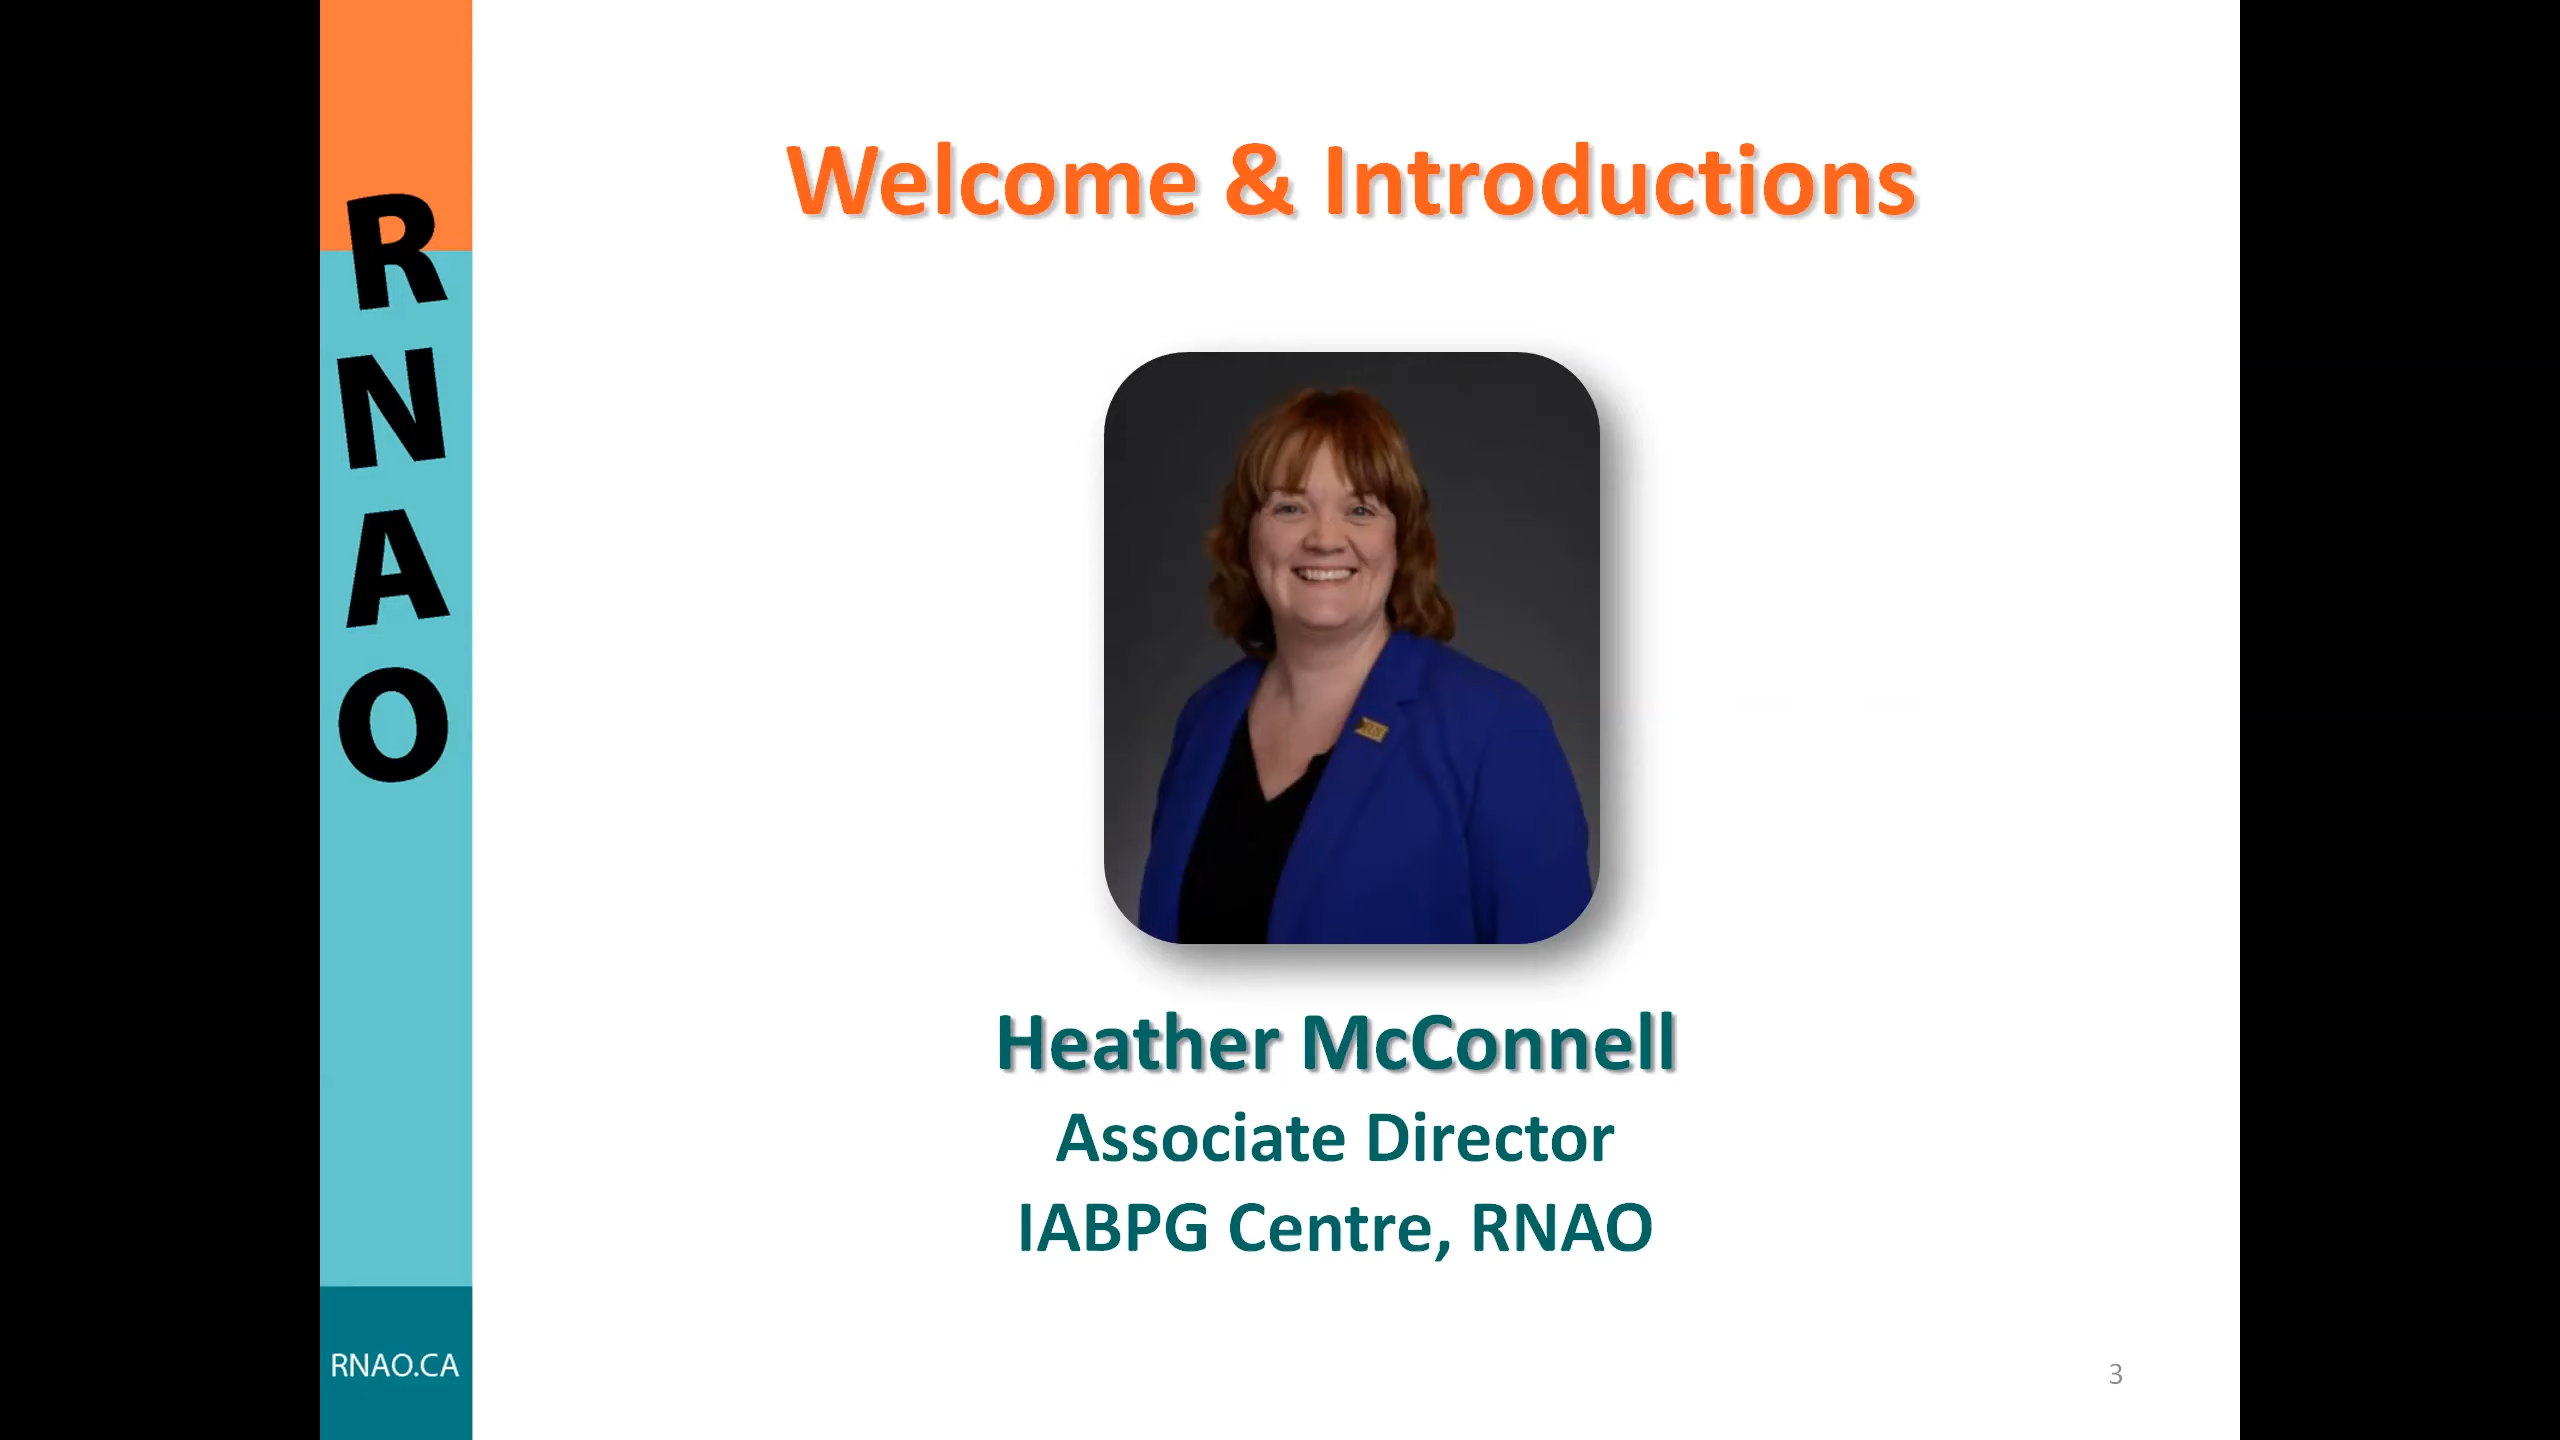 RNAO
Welcome & Introductions
Heather McConnell
Associate Director
IABPG Centre, RNAO
RNAO.CA
3